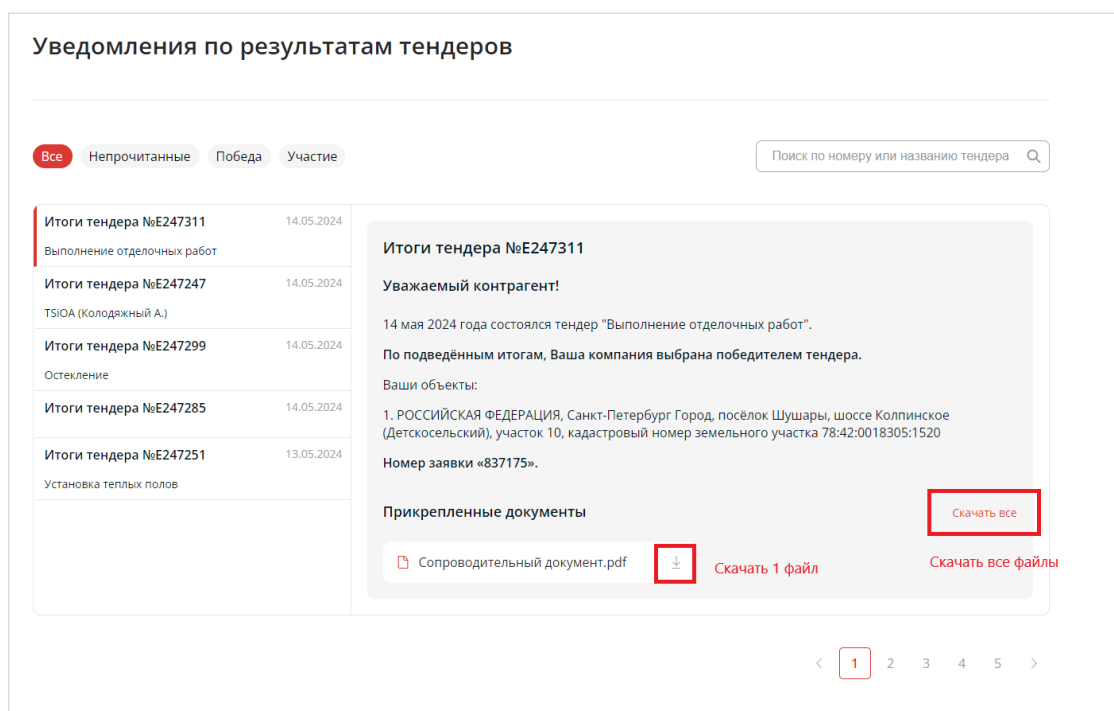 Уведомления по результатам тендеров
Все Непрочитанные Победа Участие
Поиск по номеру или названию тендера
Итоги тендера №E247311 14.05.2024
Выполнение отделочных работ
Итоги тендера №E247247 14.05.2024
TSiOA (Колодяжный А.)
Итоги тендера №E247299 14.05.2024
Остекление
Итоги тендера №E247285 14.05.2024
Итоги тендера №E247251 13.05.2024
Установка теплых полов
Итоги тендера №E247311
Уважаемый контрагент!
14 мая 2024 года состоялся тендер "Выполнение отделочных работ".
По подведённым итогам, Ваша компания выбрана победителем тендера.
Ваши объекты:
1. РОССИЙСКАЯ ФЕДЕРАЦИЯ, Санкт-Петербург Город, посёлок Шушары, шоссе Колпинское
(Детскосельский), участок 10, кадастровый номер земельного участка 78:42:0018305:1520
Номер заявки «837175».
Прикрепленные документы
Скачать все
Сопроводительный документ.pdf
Скачать 1 файл
Скачать все файлы
1 2 3 4 5